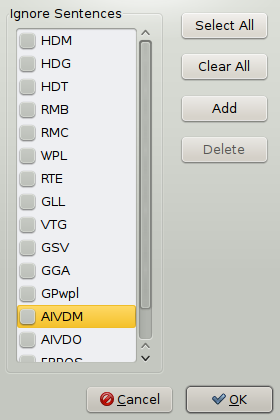 Ignore Sentences
HDM
HDG
HDT
RMB
RMC
WPL
RTE
GLL
VTG
GSV
GGA
GPwpl
AIVDM
AIVDO
Select All
Clear All
Add
Delete
Cancel
OK